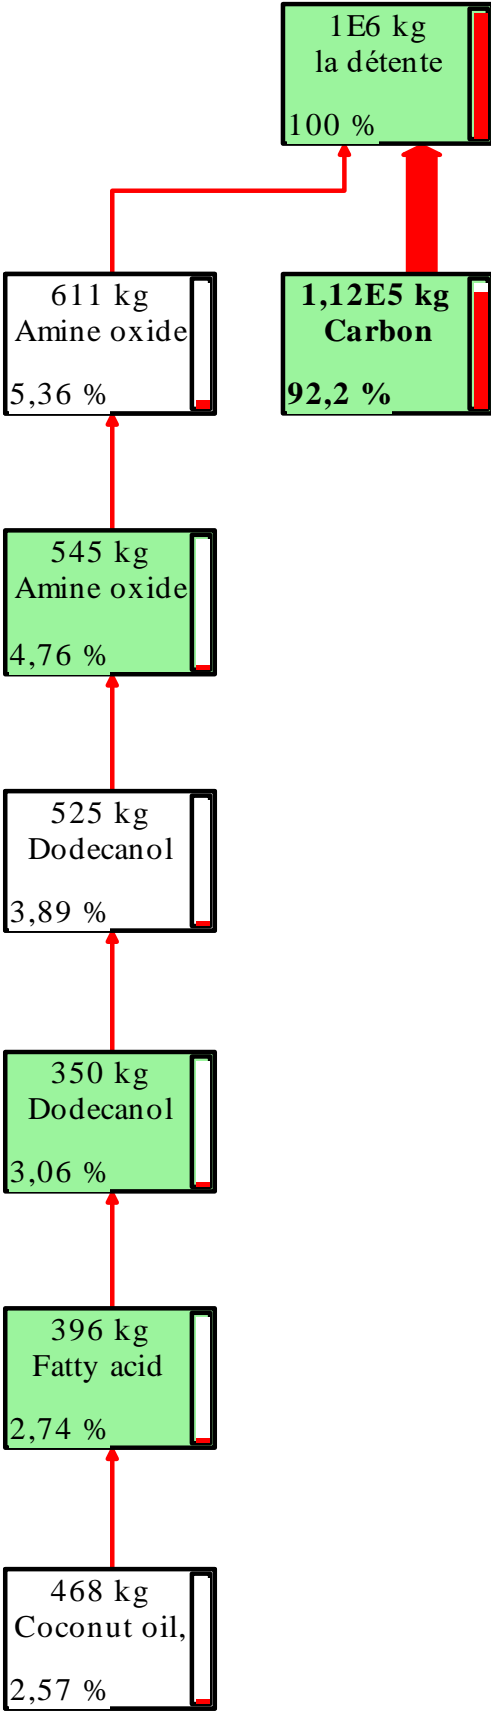 1E6 kg
la détente
100 %
611 kg
Amine oxide
5,36 %
1,12E5 kg
Carbon
92,2 %
545 kg
Amine oxide
4,76 %
525 kg
Dodecanol
3,89 %
350 kg
Dodecanol
3,06 %
396 kg
Fatty acid
2,74 %
468 kg
Coconut oil,
2,57 %